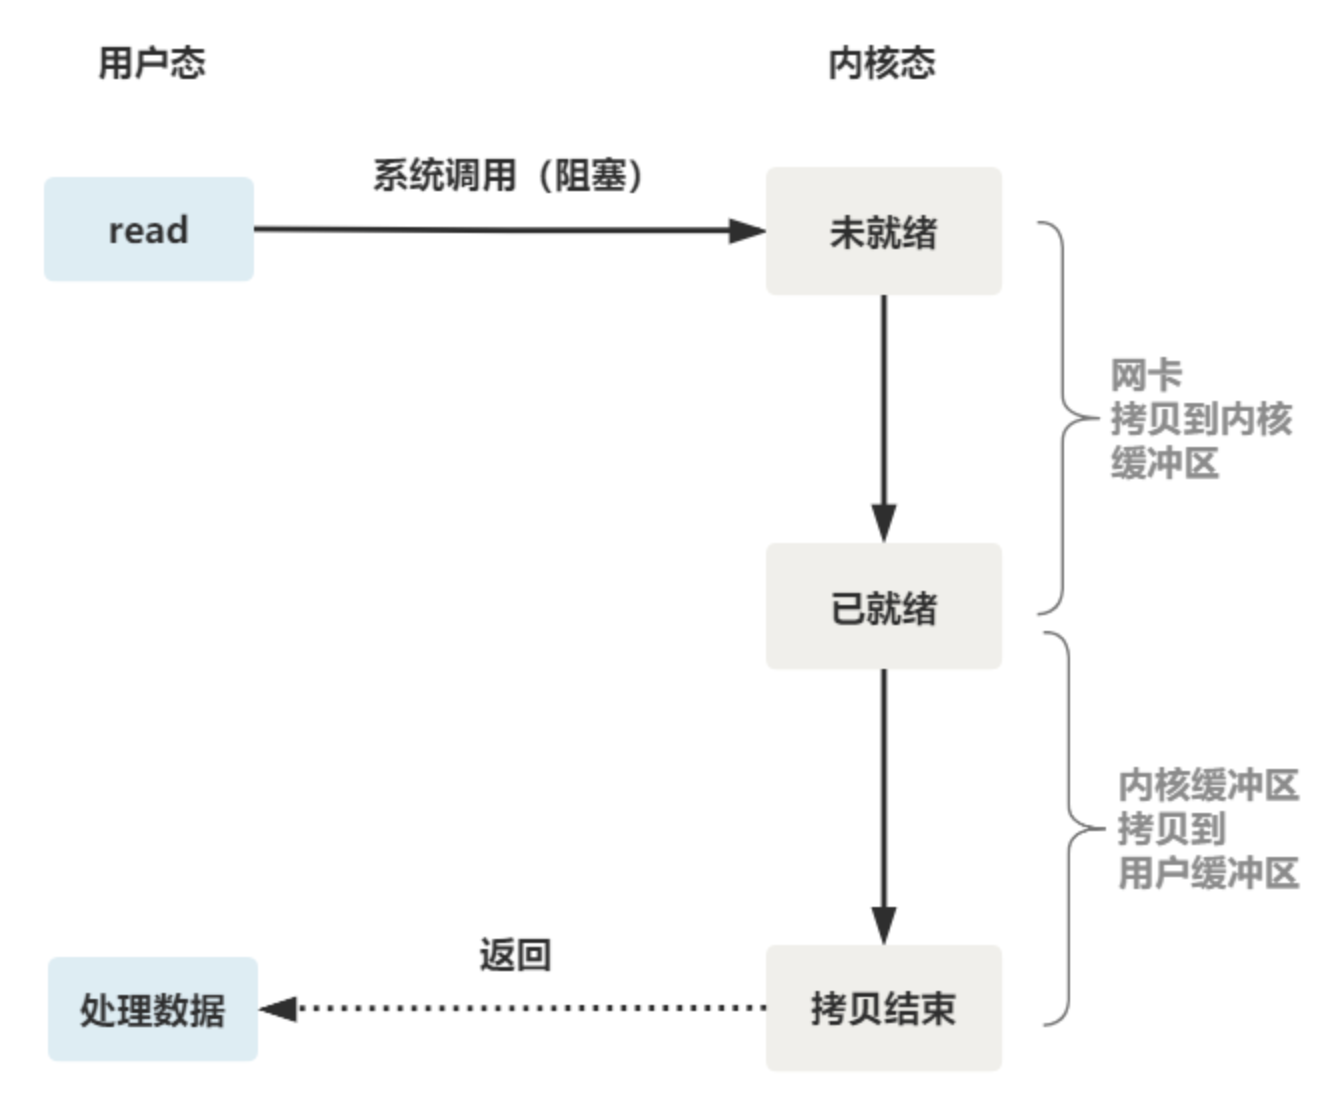 用户态
内核态
系统调用（阻塞）
read
未就绪
网卡
拷贝到内核
缓冲区
已就绪
内核缓冲区
拷贝到
用户缓冲区
返回
处理数据
拷贝结束